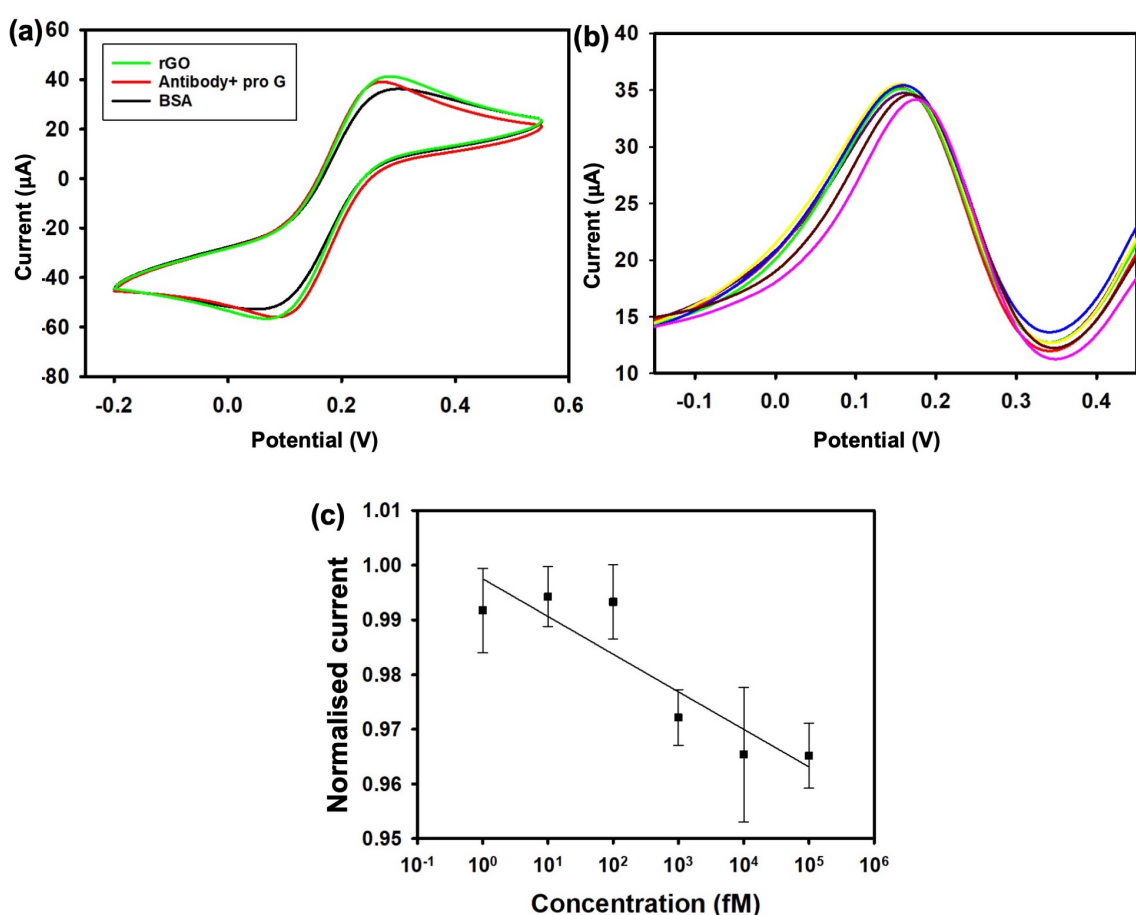 (a)
60
40
20
0
-20
-40
-60
-80
Current (µA)
rGO
Antibody+ pro G
BSA
-0.2 0.0 0.2 0.4 0.6
Potential (V)
(b)
40
35
30
25
20
15
10
Current (µA)
-0.1 0.0 0.1 0.2 0.3 0.4
Potential (V)
(c)
1.01
1.00
0.99
0.98
0.97
0.96
0.95
Normalised current
10-1 100 101 102 103 104 105 106
Concentration (fM)